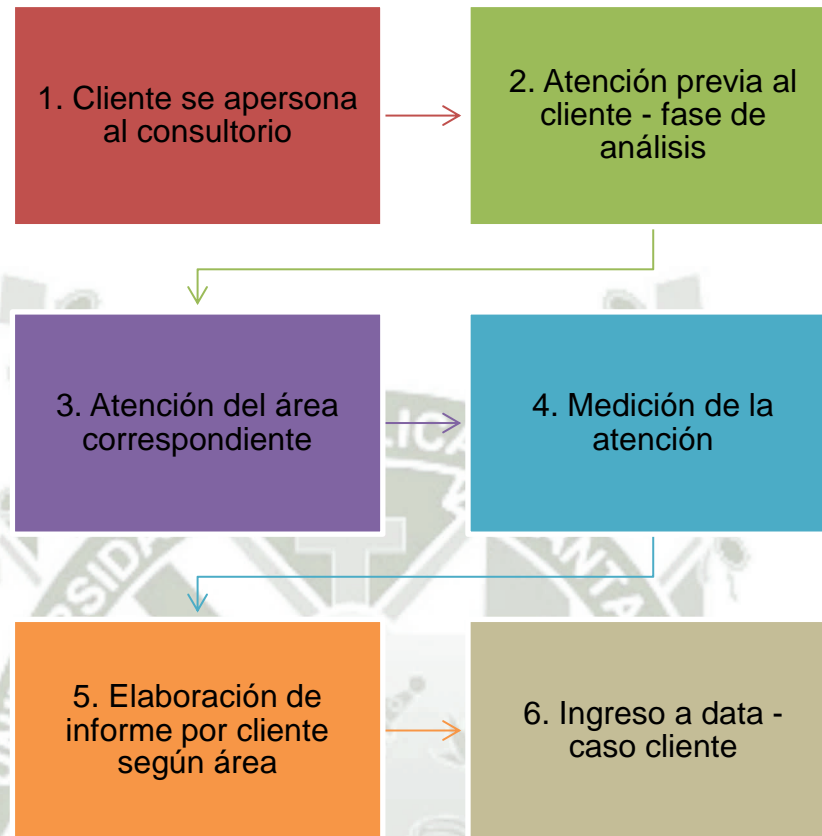 1. Cliente se apersona
al consultorio
2. Atención previa al
cliente - fase de
análisis
3. Atención del área
correspondiente
4. Medición de la
atención
5. Elaboración de
informe por cliente
según área
6. Ingreso a data -
caso cliente